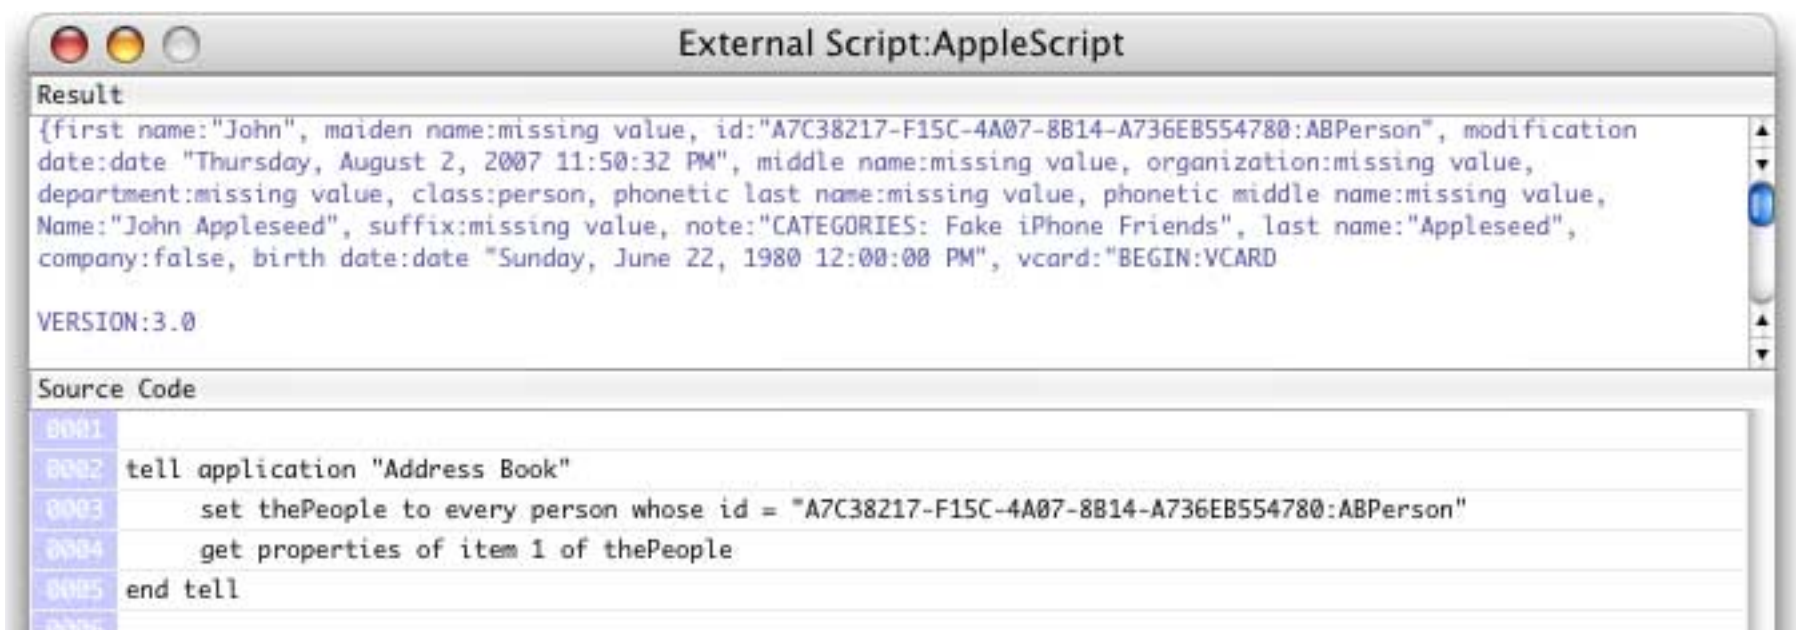 External Script:AppleScript
Result
{first name:"John", maiden name:missing value, id:"A7C38217-F15C-4A07-8B14-A736EB554780:ABPerson", modification
date:date "Thursday, August 2, 2007 11:50:32 PM", middle name:missing value, organization:missing value,
department:missing value, class:person, phonetic last name:missing value, phonetic middle name:missing value,
Name:"John Appleseed", suffix:missing value, note:"CATEGORIES: Fake iPhone Friends", last name:"Appleseed",
company:false, birth date:date "Sunday, June 22, 1980 12:00:00 PM", vcard:"BEGIN:VCARD
VERSION:3.0
Source Code
0001
0002 tell application "Address Book"
0003 set thePeople to every person whose id = "A7C38217-F15C-4A07-8B14-A736EB554780:ABPerson"
0004 get properties of item 1 of thePeople
0005 end tell
0006